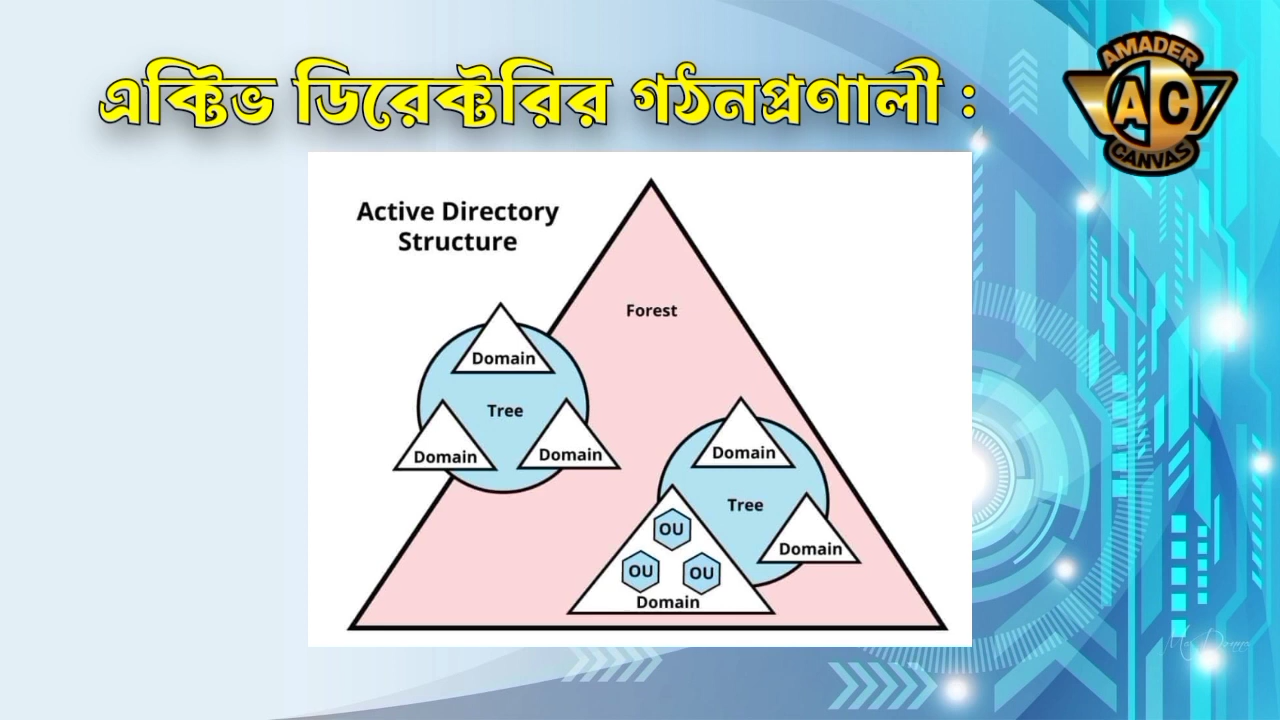 এক্টিভ ডিরেক্টরির গঠনপ্রণালী :
AMADER
AC
CANVAS
Active Directory
Structure
Forest
Domain
Tree
Domain
Domain
Domain
Tree
OU
Domain
OU
OU
Domain